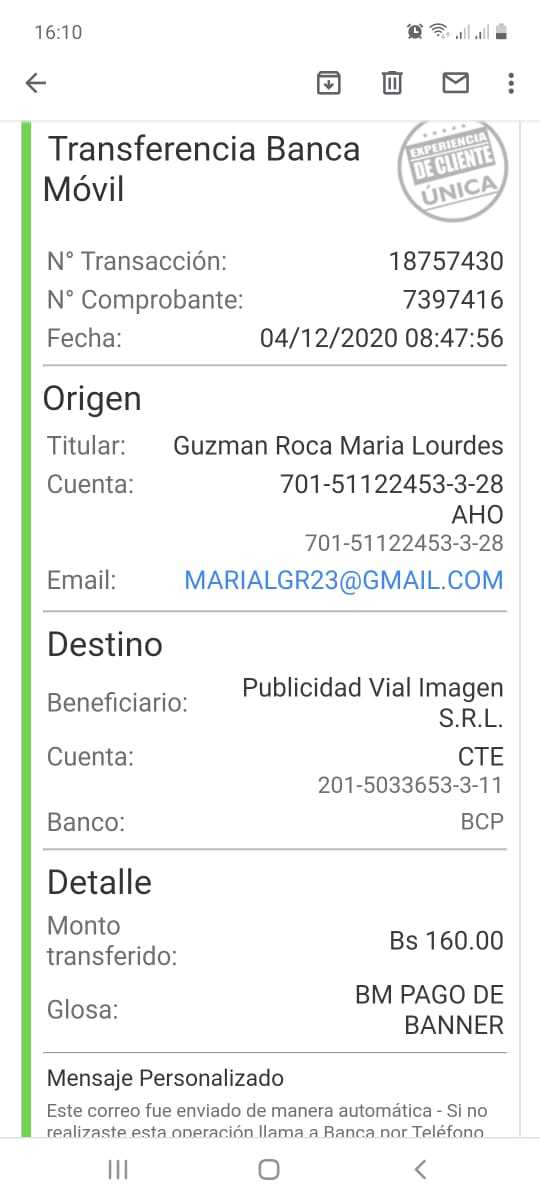 16:10
Transferencia Banca
Móvil
EXPERIENCIA
DE CLIENTE
ÚNICA
N° Transacción: 18757430
N° Comprobante: 7397416
Fecha: 04/12/2020 08:47:56
Origen
Titular: Guzman Roca Maria Lourdes
Cuenta: 701-51122453-3-28
AHO
701-51122453-3-28
Email: MARIALGR23@GMAIL.COM
Destino
Beneficiario: Publicidad Vial Imagen
S.R.L.
Cuenta: CTE
201-5033653-3-11
Banco: BCP
Detalle
Monto
transferido: Bs 160.00
Glosa: BM PAGO DE
BANNER
Mensaje Personalizado
Este correo fue enviado de manera automática - Si no
realizaste esta operación llama a Banca por Teléfono